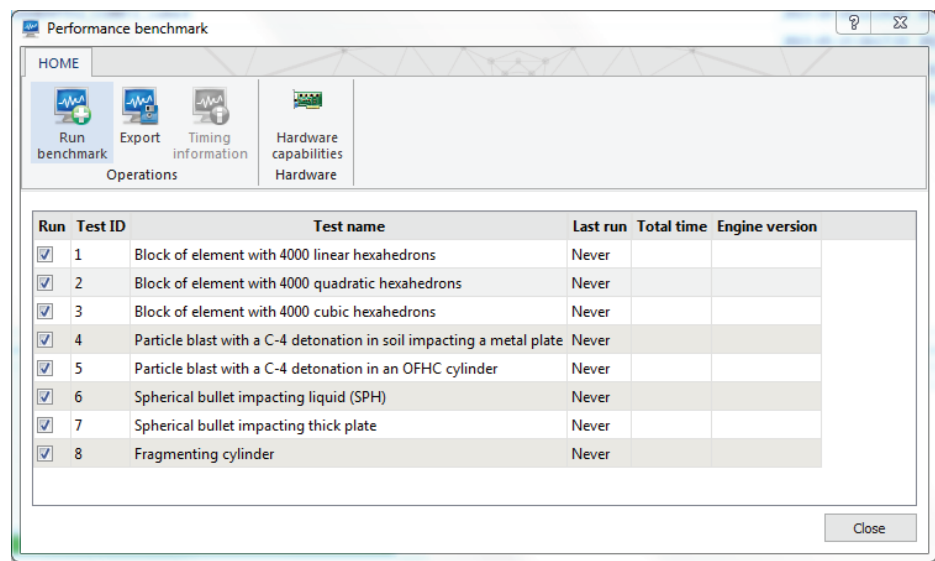 Performance benchmark
HOME
Run benchmark
Export
Timing information
Hardware capabilities
Operations
Hardware
Run Test ID Test name Last run Total time Engine version
1 Block of element with 4000 linear hexahedrons Never
2 Block of element with 4000 quadratic hexahedrons Never
3 Block of element with 4000 cubic hexahedrons Never
4 Particle blast with a C-4 detonation in soil impacting a metal plate Never
5 Particle blast with a C-4 detonation in an OFHC cylinder Never
6 Spherical bullet impacting liquid (SPH) Never
7 Spherical bullet impacting thick plate Never
8 Fragmenting cylinder Never
Close